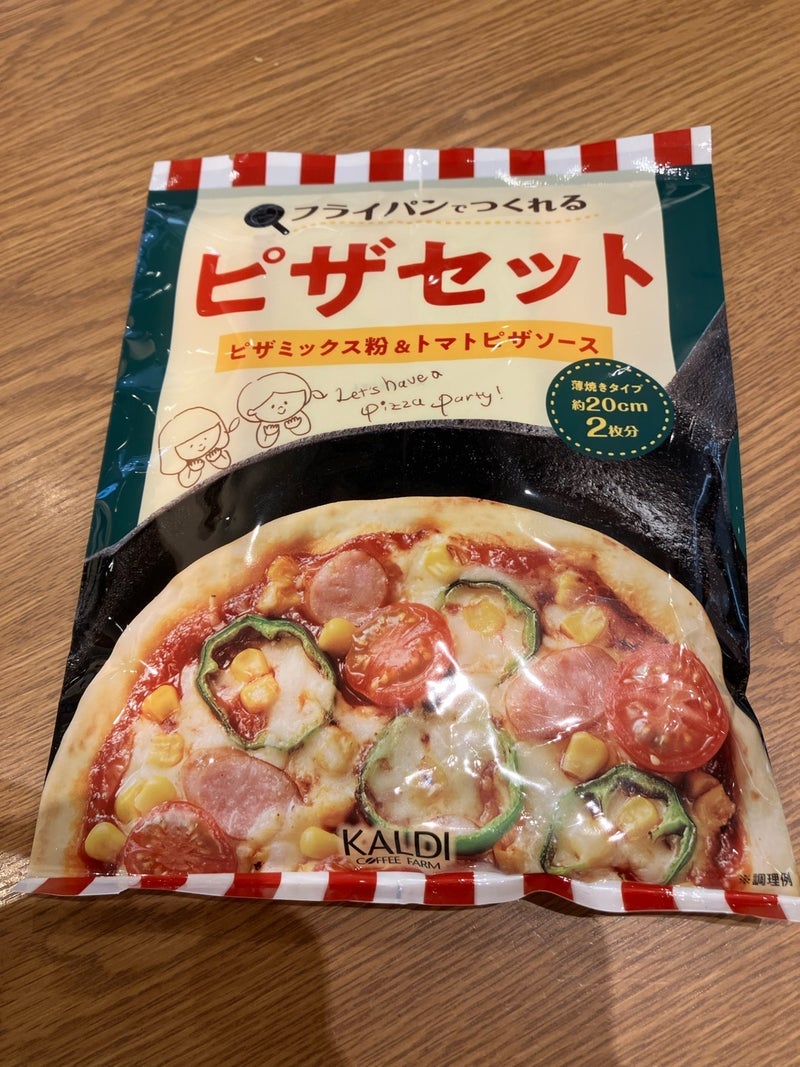 フライパンでつくれる
ピザセット
ピザミックス粉&トマトピザソース
Let's have a
pizza party!
薄焼きタイプ
約20cm
2枚分
KALDI
COFFEE FARM
※調理例